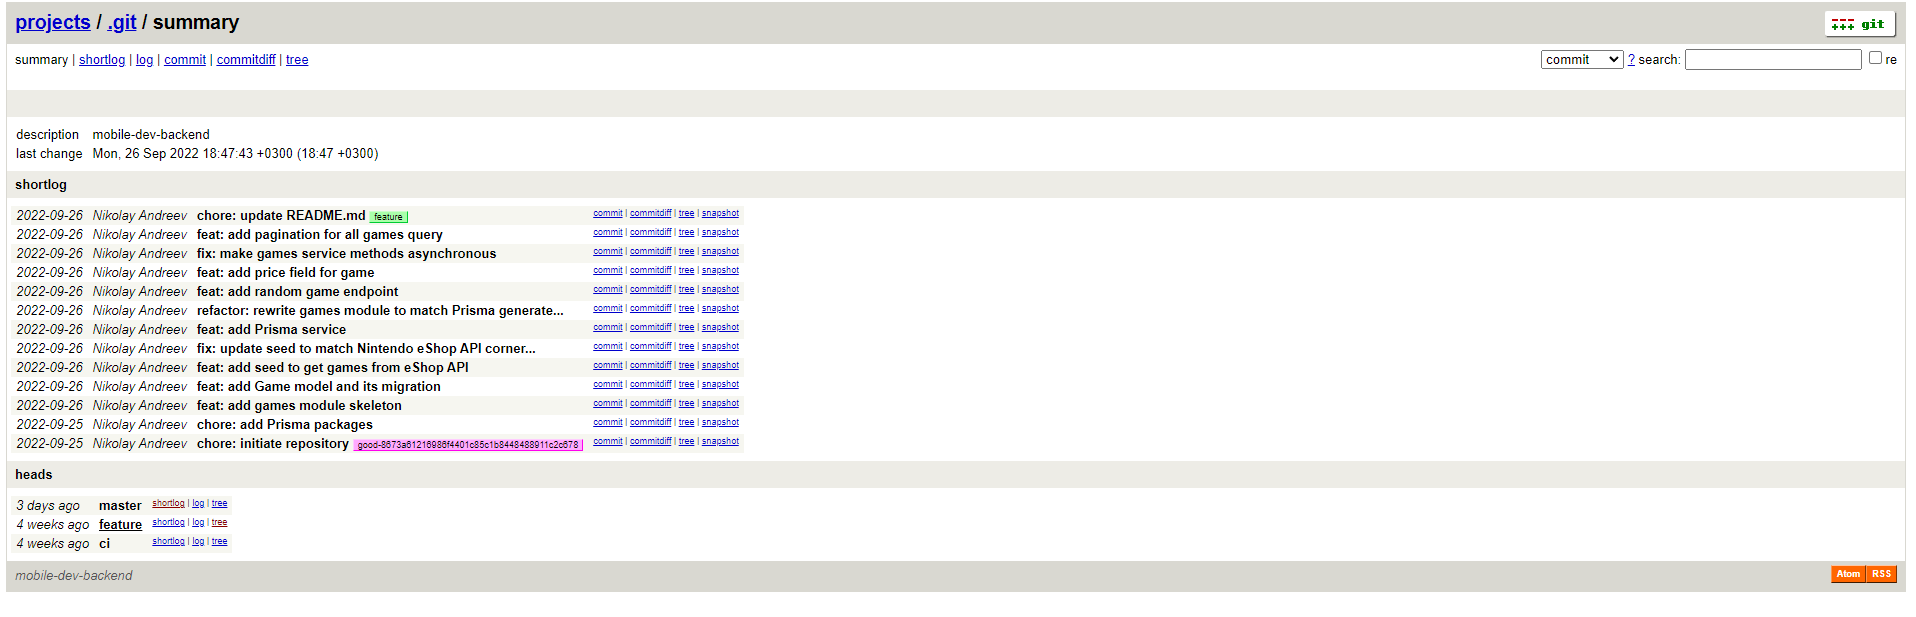 projects / .git / summary
git
summary | shortlog | log | commit | commitdiff | tree
commit ? search: re
description mobile-dev-backend
last change Mon, 26 Sep 2022 18:47:43 +0300 (18:47 +0300)
shortlog
2022-09-26 Nikolay Andreev chore: update README.md feature commit | commitdiff | tree | snapshot
2022-09-26 Nikolay Andreev feat: add pagination for all games query commit | commitdiff | tree | snapshot
2022-09-26 Nikolay Andreev fix: make games service methods asynchronous commit | commitdiff | tree | snapshot
2022-09-26 Nikolay Andreev feat: add price field for game commit | commitdiff | tree | snapshot
2022-09-26 Nikolay Andreev feat: add random game endpoint commit | commitdiff | tree | snapshot
2022-09-26 Nikolay Andreev refactor: rewrite games module to match Prisma generate... commit | commitdiff | tree | snapshot
2022-09-26 Nikolay Andreev feat: add Prisma service commit | commitdiff | tree | snapshot
2022-09-26 Nikolay Andreev fix: update seed to match Nintendo eShop API corner... commit | commitdiff | tree | snapshot
2022-09-26 Nikolay Andreev feat: add seed to get games from eShop API commit | commitdiff | tree | snapshot
2022-09-26 Nikolay Andreev feat: add Game model and its migration commit | commitdiff | tree | snapshot
2022-09-26 Nikolay Andreev feat: add games module skeleton commit | commitdiff | tree | snapshot
2022-09-25 Nikolay Andreev chore: add Prisma packages commit | commitdiff | tree | snapshot
2022-09-25 Nikolay Andreev chore: initiate repository good-8673a61216986f4401c85c1b8448488911c2c678 commit | commitdiff | tree | snapshot
heads
3 days ago master shortlog | log | tree
4 weeks ago feature shortlog | log | tree
4 weeks ago ci shortlog | log | tree
mobile-dev-backend
Atom RSS